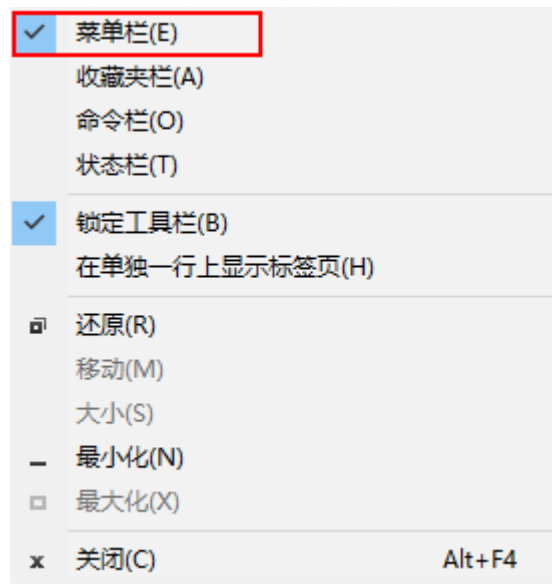 菜单栏(E)
收藏夹栏(A)
命令栏(O)
状态栏(T)
锁定工具栏(B)
在单独一行上显示标签页(H)
还原(R)
移动(M)
大小(S)
最小化(N)
最大化(X)
关闭(C) Alt+F4